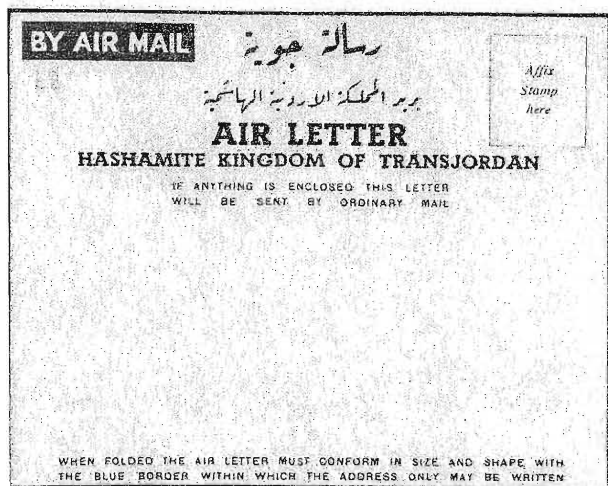 BY AIR MAIL
رسالة جوية
Affix
Stamp
here
بريد المملكة الاردنية الهاشمية
AIR LETTER
HASHAMITE KINGDOM OF TRANSJORDAN
IF ANYTHING IS ENCLOSED THIS LETTER
WILL BE SENT BY ORDINARY MAIL
WHEN FOLDED THE AIR LETTER MUST CONFORM IN SIZE AND SHAPE WITH
THE BLUE BORDER WITHIN WHICH THE ADDRESS ONLY MAY BE WRITTEN